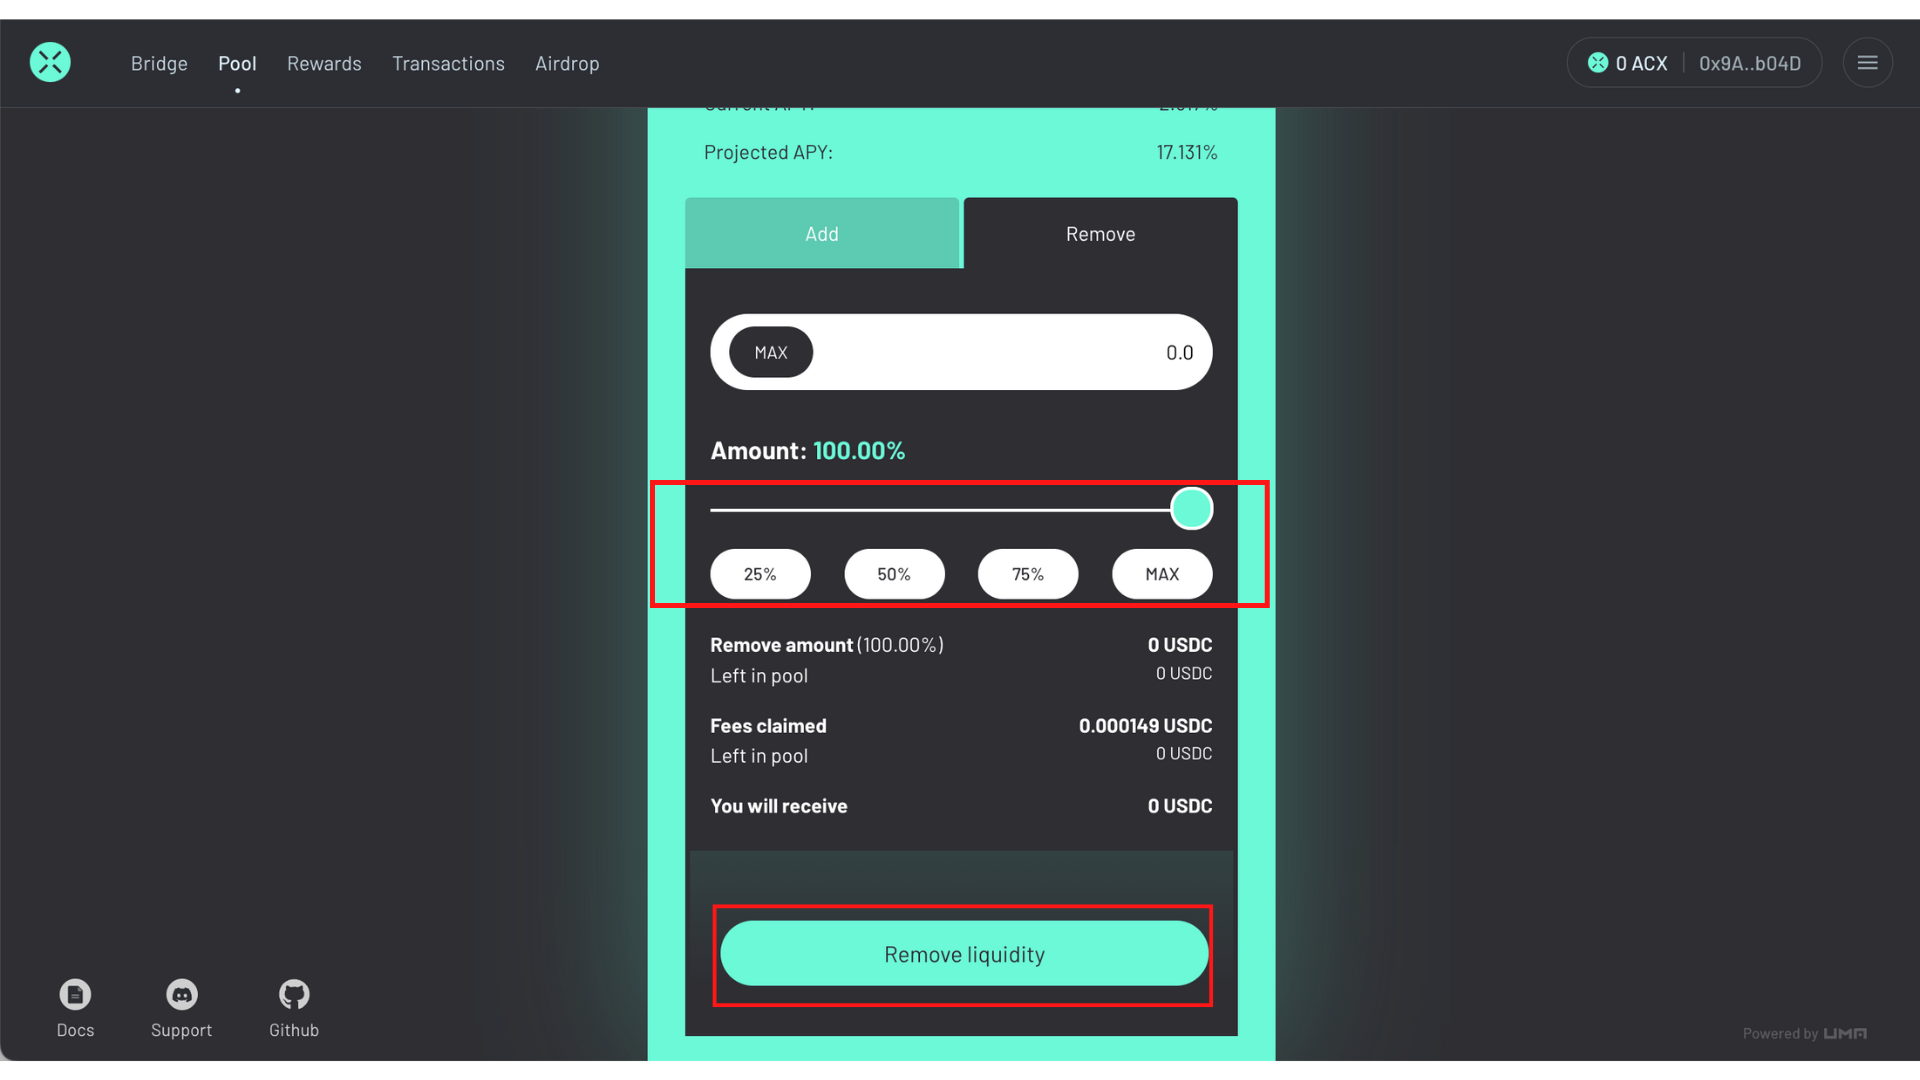 Bridge Pool Rewards Transactions Airdrop 0 ACX 0x9A..b04D
Projected APY: 17.131%
Add Remove
MAX 0.0
Amount: 100.00%
25% 50% 75% MAX
Remove amount (100.00%) 0 USDC
Left in pool 0 USDC
Fees claimed 0.000149 USDC
Left in pool 0 USDC
You will receive 0 USDC
Remove liquidity
Docs Support Github
Powered by UMA